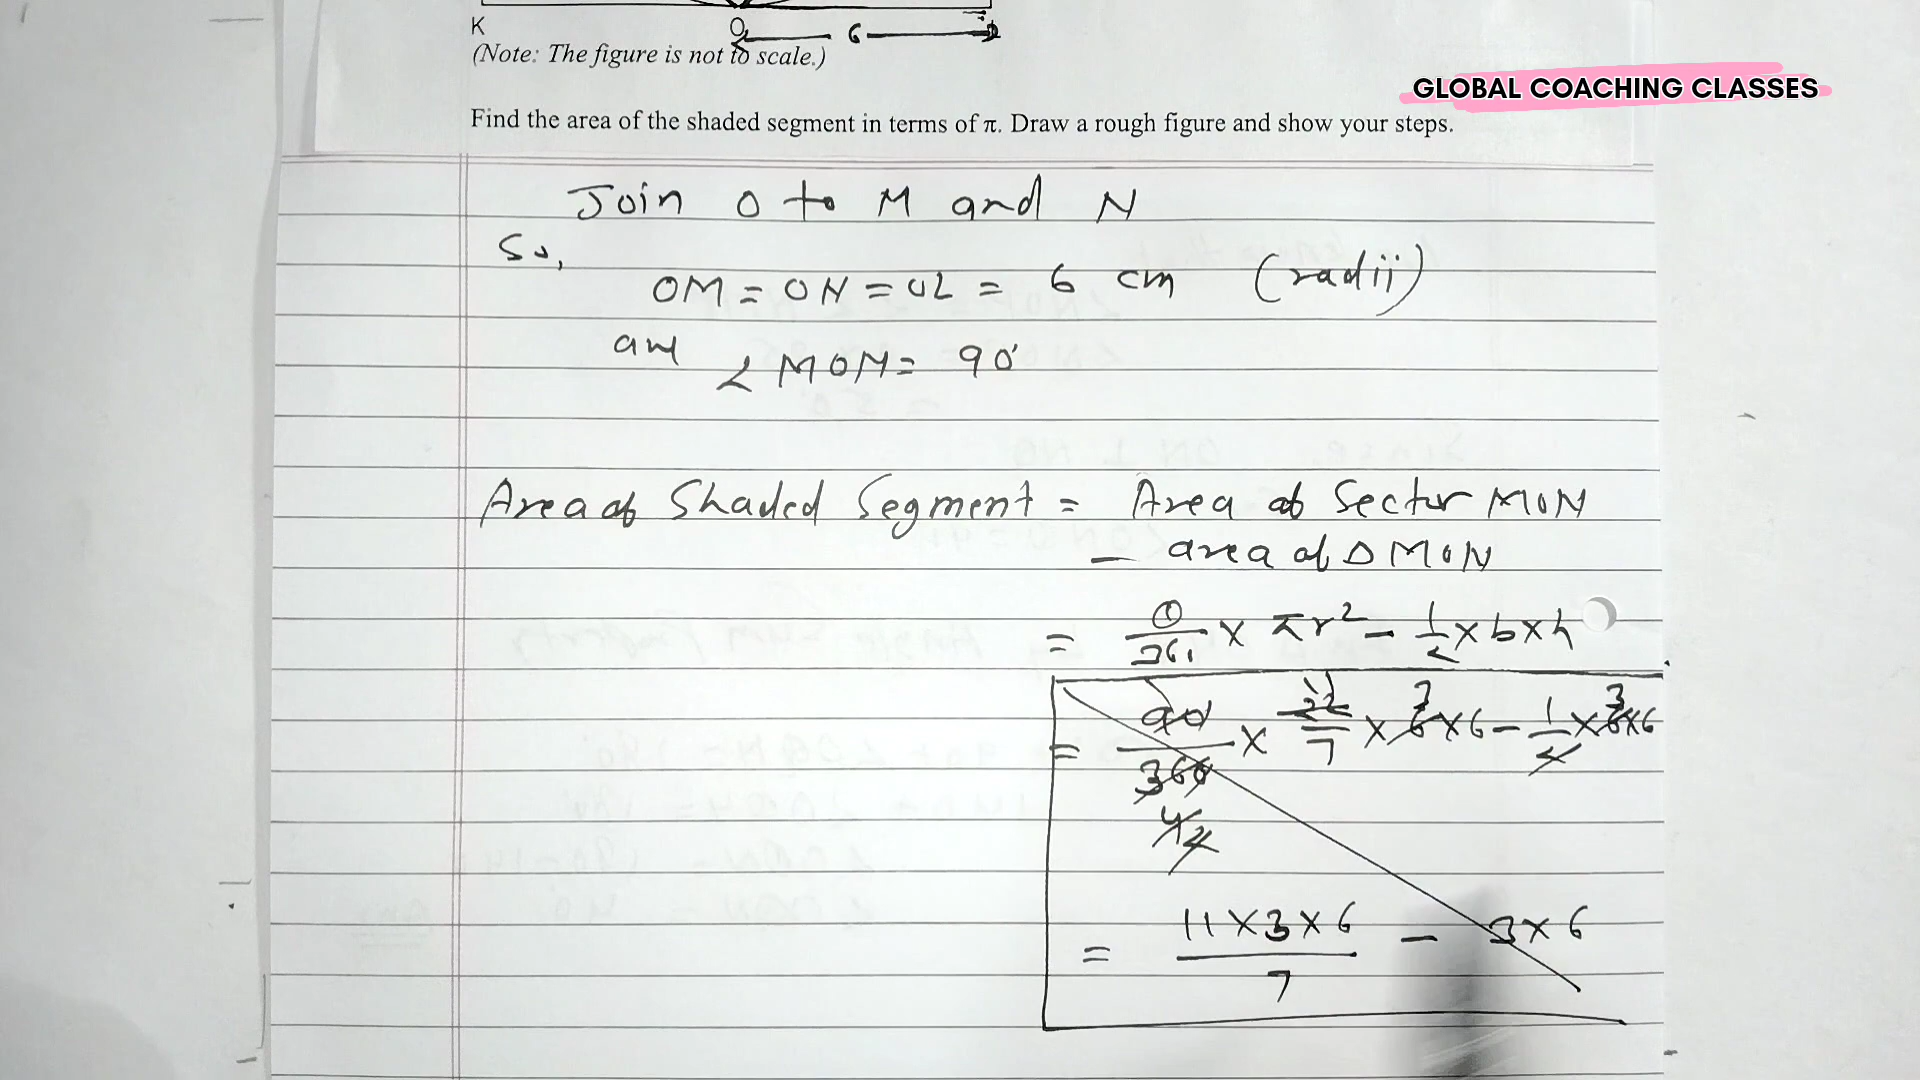 K O 6
(Note: The figure is not to scale.)
GLOBAL COACHING CLASSES
Find the area of the shaded segment in terms of π. Draw a rough figure and show your steps.
Join O to M and N
So,
OM = ON = OL = 6 cm (radii)
and
∠MON = 90°
Area of Shaded Segment = Area of Sector MON
– area of Δ MON
= θ/360 × πr² – 1/2 × b × h
= 90/360 × 22/7 × 6 × 6 – 1/2 × 6 × 6
= 11 × 3 × 6 / 7 – 3 × 6